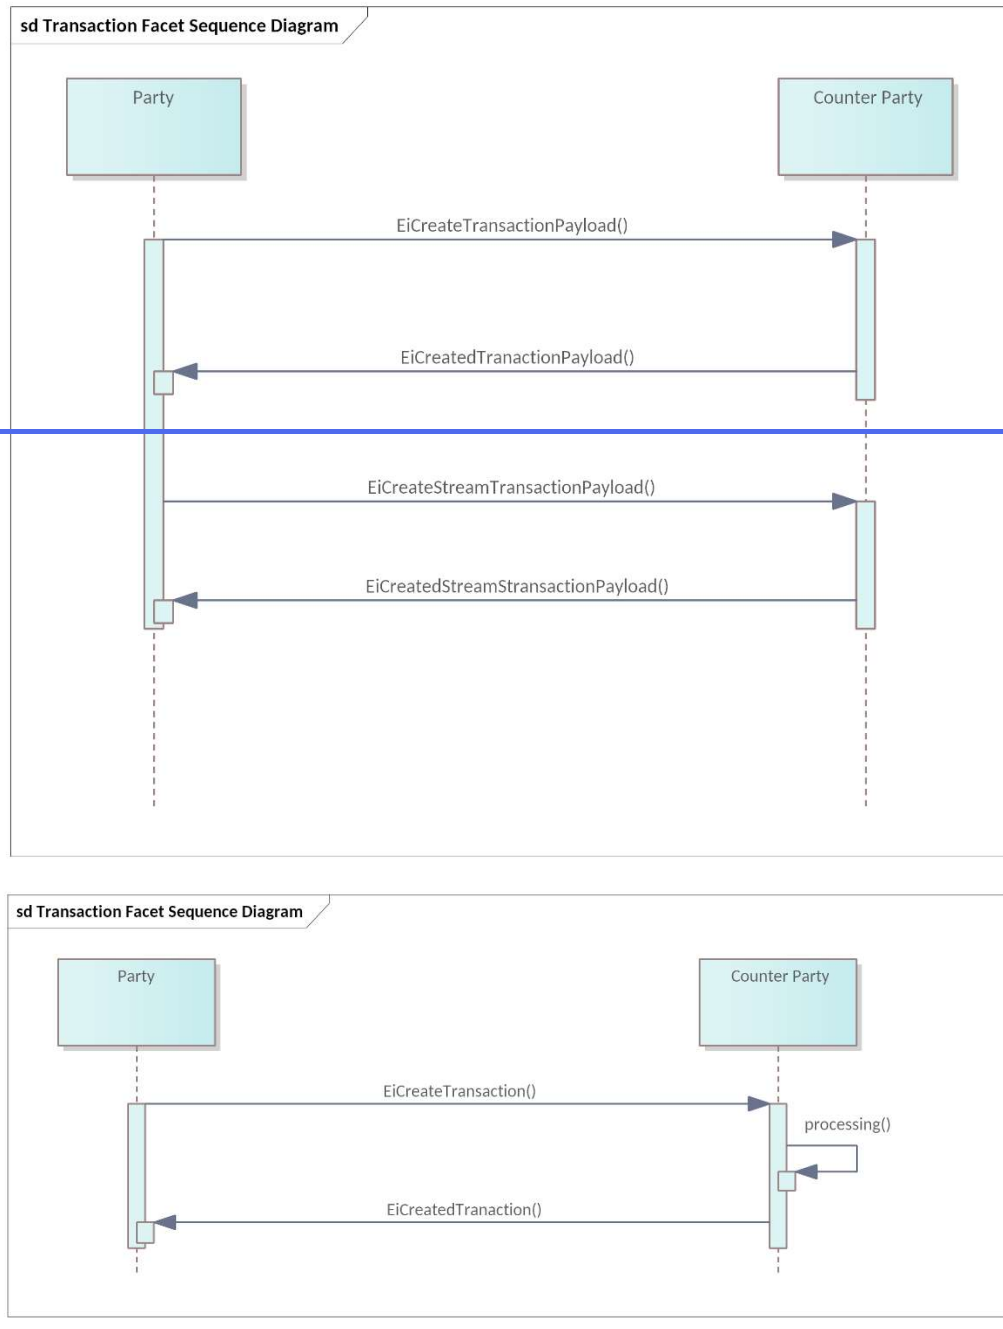 sd Transaction Facet Sequence Diagram
Party
Counter Party
EiCreateTransactionPayload()
EiCreatedTranactionPayload()
EiCreateStreamTransactionPayload()
EiCreatedStreamStransactionPayload()
sd Transaction Facet Sequence Diagram
Party
Counter Party
EiCreateTransaction()
processing()
EiCreatedTranaction()